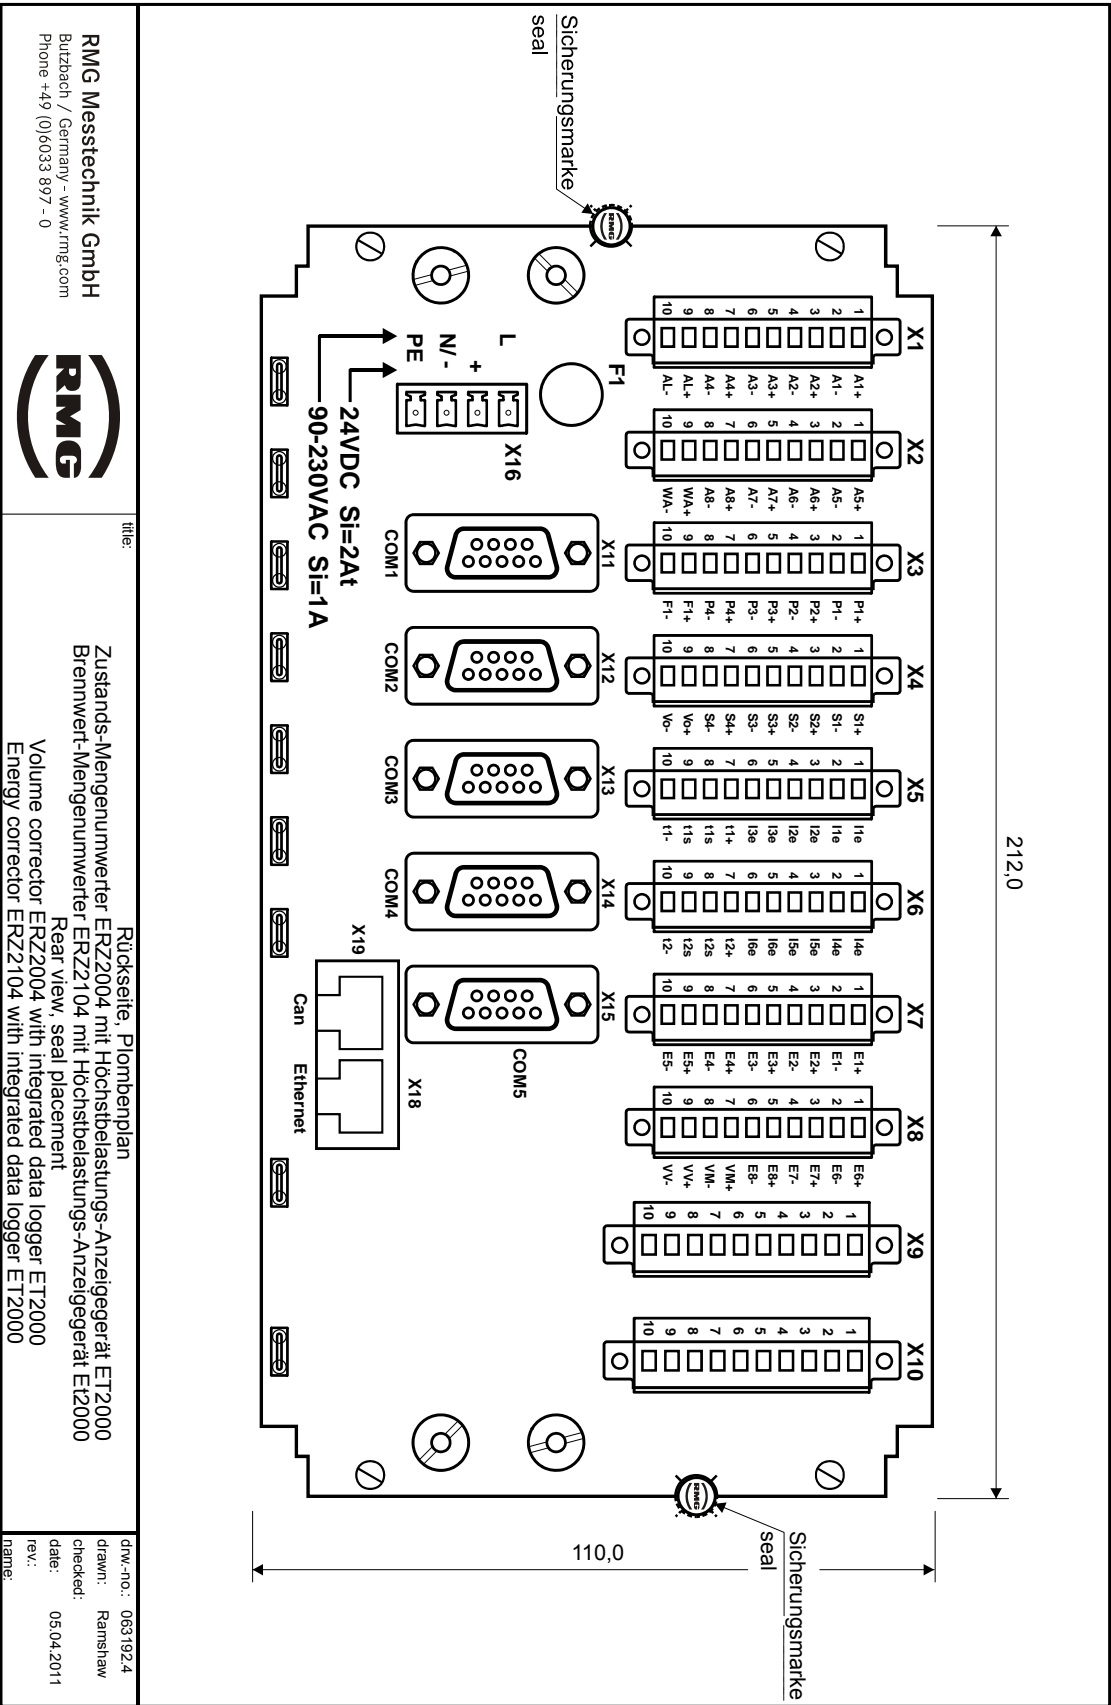 Sicherungsmarke
seal
212,0
X1
1 2 3 4 5 6 7 8 9 10
A1+ A1- A2+ A2- A3+ A3- A4+ A4- AL+ AL-
X2
1 2 3 4 5 6 7 8 9 10
A5+ A5- A6+ A6- A7+ A7- A8+ A8- WA+ WA-
X3
1 2 3 4 5 6 7 8 9 10
P1+ P1- P2+ P2- P3+ P3- P4+ P4- F1+ F1-
X4
1 2 3 4 5 6 7 8 9 10
S1+ S1- S2+ S2- S3+ S3- S4+ S4- Vo+ Vo-
X5
1 2 3 4 5 6 7 8 9 10
I1e I1e I2e I2e I3e I3e t1+ t1s t1s t1-
X6
1 2 3 4 5 6 7 8 9 10
I4e I4e I5e I5e I6e I6e t2+ t2s t2s t2-
X7
1 2 3 4 5 6 7 8 9 10
E1+ E1- E2+ E2- E3+ E3- E4+ E4- E5+ E5-
X8
1 2 3 4 5 6 7 8 9 10
E6+ E6- E7+ E7- E8+ E8- VM+ VM- VV+ VV-
X9
1 2 3 4 5 6 7 8 9 10
X10
1 2 3 4 5 6 7 8 9 10
RMG
RMG
Sicherungsmarke
seal
110,0
F1
L
+
N/ -
PE
X16
24VDC Si=2At
90-230VAC Si=1A
X11
COM1
X12
COM2
X13
COM3
X14
COM4
X15
COM5
X19
Can
X18
Ethernet
RMG Messtechnik GmbH
Butzbach / Germany - www.rmg.com
Phone +49 (0)6033 897 - 0
RMG
title:
Rückseite, Plombenplan
Zustands-Mengenumwerter ERZ2004 mit Höchstbelastungs-Anzeigegerät ET2000
Brennwert-Mengenumwerter ERZ2104 mit Höchstbelastungs-Anzeigegerät Et2000
Rear view, seal placement
Volume corrector ERZ2004 with integrated data logger ET2000
Energy corrector ERZ2104 with integrated data logger ET2000
drw.-no.: 063192.4
drawn: Ramshaw
checked:
date: 05.04.2011
rev.:
name: